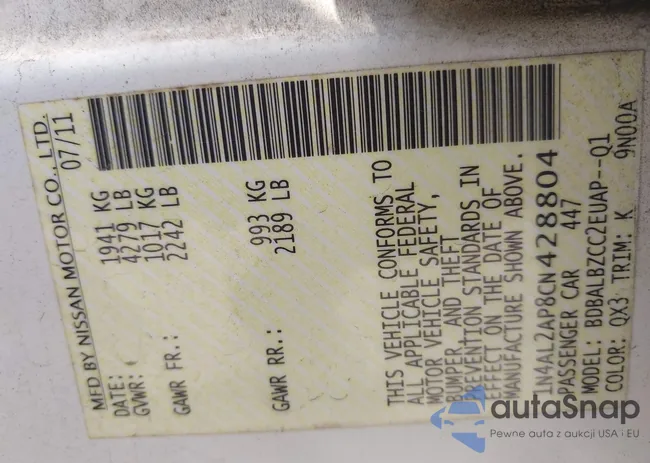 MFD BY NISSAN MOTOR CO., LTD.
DATE: 07/11
GVWR: 1941 KG
4279 LB
GAWR FR.: 1017 KG
2242 LB
GAWR RR.: 993 KG
2189 LB
THIS VEHICLE CONFORMS TO
ALL APPLICABLE FEDERAL
MOTOR VEHICLE SAFETY,
BUMPER, AND THEFT
PREVENTION STANDARDS IN
EFFECT ON THE DATE OF
MANUFACTURE SHOWN ABOVE.
1N4AL2AP8CN428804
PASSENGER CAR 447
MODEL: BDBALBZCC2EUAP--Q1
COLOR: QX3 TRIM: K 9N00A
autaSnap
Pewne auta z aukcji USA i EU